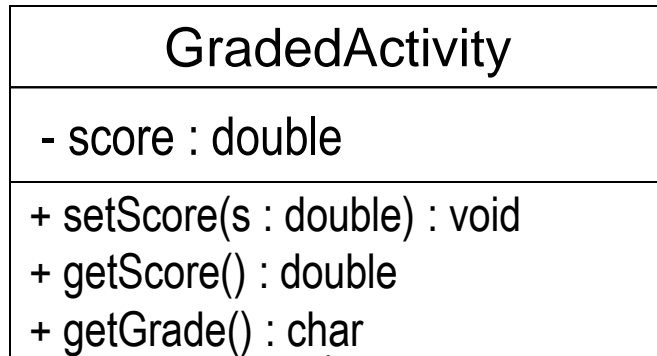 GradedActivity
- score : double
+ setScore(s : double) : void
+ getScore() : double
+ getGrade() : char